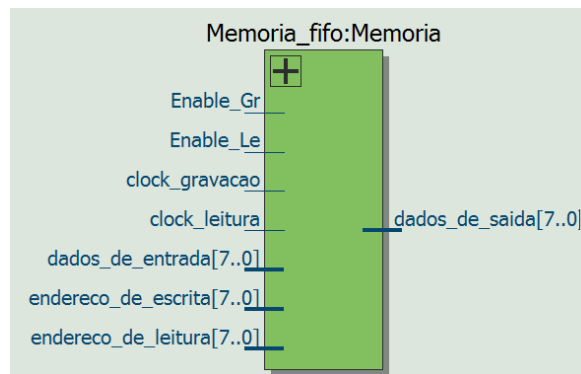 Memoria_fifo:Memoria
Enable_Gr
Enable_Le
clock_gravacao
clock_leitura
dados_de_saida[7..0]
dados_de_entrada[7..0]
endereco_de_escrita[7..0]
endereco_de_leitura[7..0]